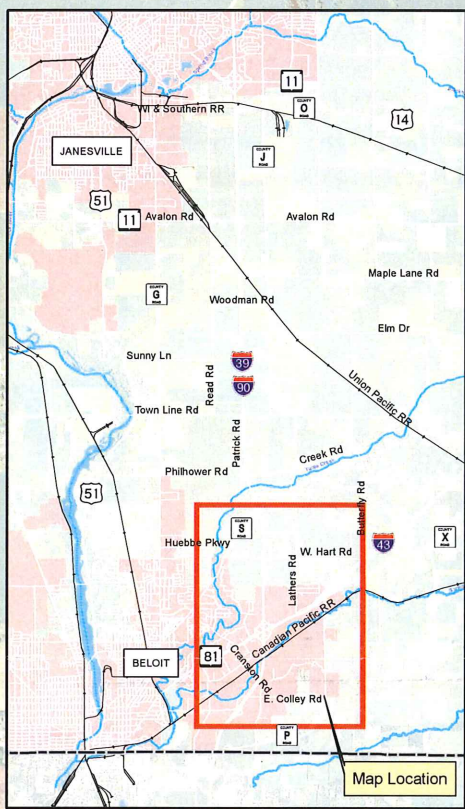 11
COUNTY
O
ROAD
WI & Southern RR
14
JANESVILLE
COUNTY
J
ROAD
51
11
Avalon Rd
Avalon Rd
Maple Lane Rd
COUNTY
G
ROAD
Woodman Rd
Elm Dr
Sunny Ln
39
Read Rd
90
Union Pacific RR
Town Line Rd
Patrick Rd
Creek Rd
Philhower Rd
51
Butterfly Rd
COUNTY
S
ROAD
Huebbe Pkwy
43
COUNTY
X
ROAD
W. Hart Rd
Lathers Rd
Canadian Pacific RR
81
BELOIT
Cranston Rd
E. Colley Rd
COUNTY
P
ROAD
Map Location